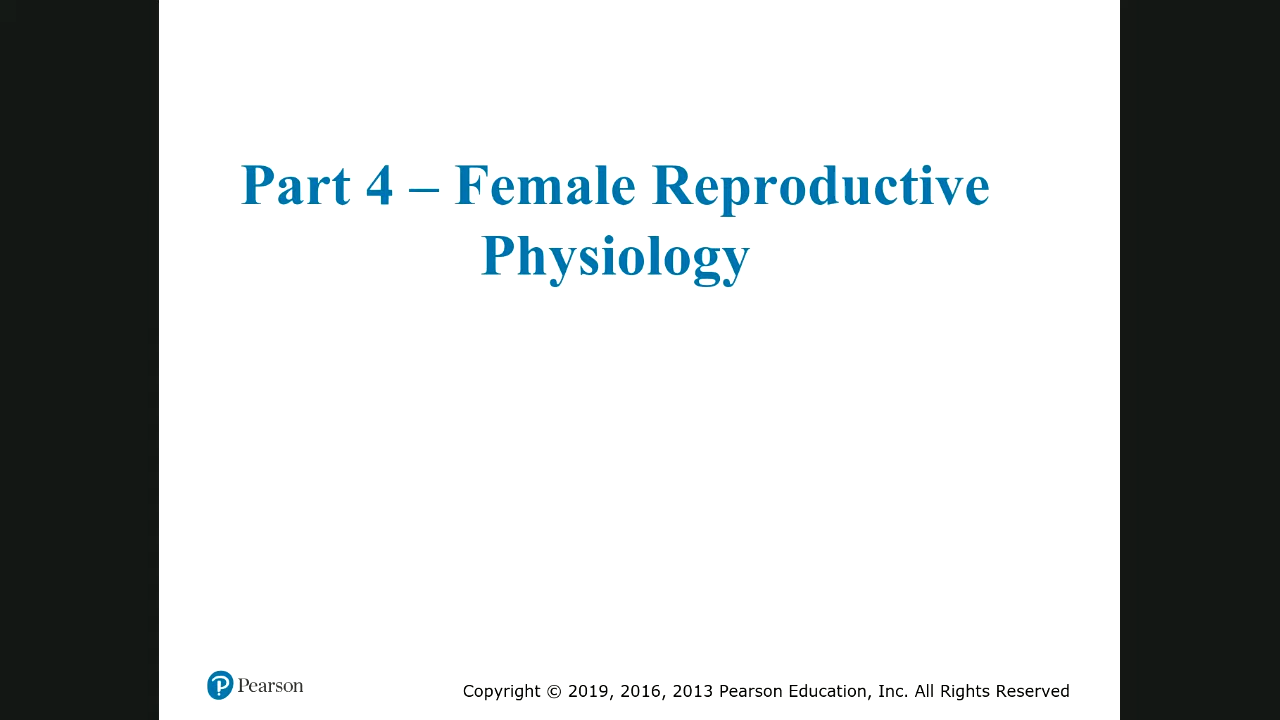 Part 4 – Female Reproductive
Physiology
Pearson
Copyright © 2019, 2016, 2013 Pearson Education, Inc. All Rights Reserved